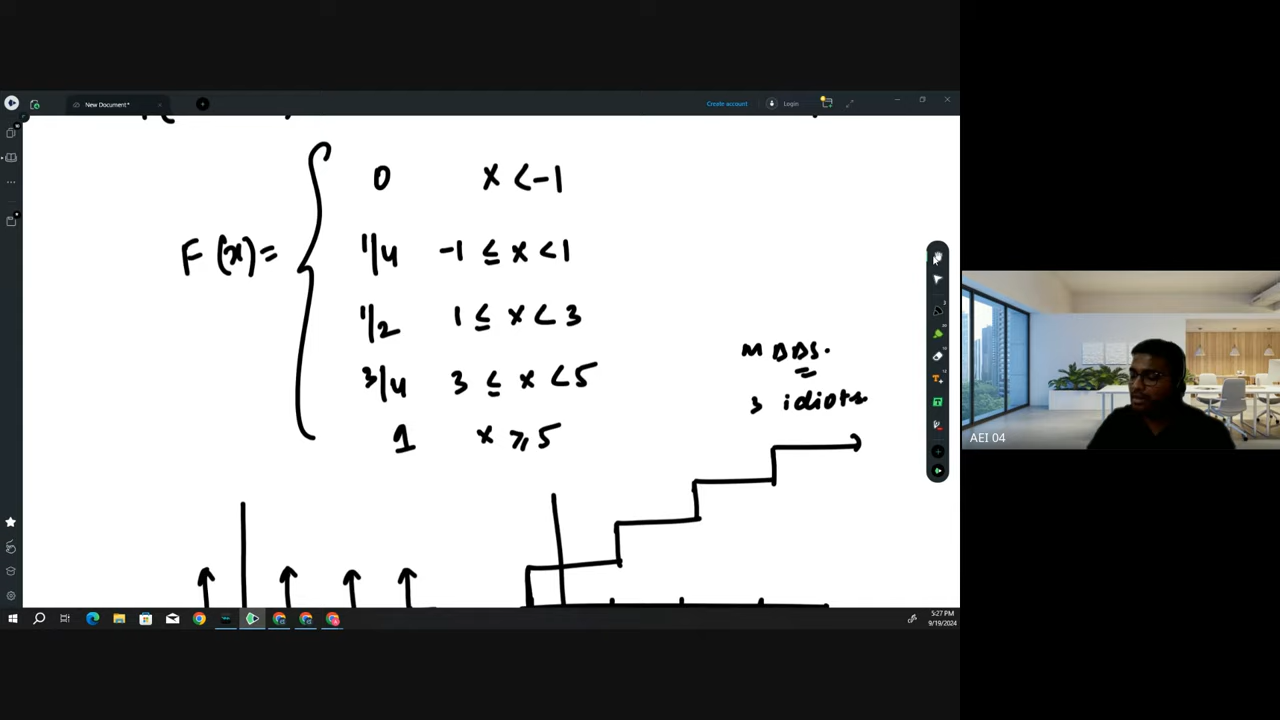 New Document*
Create account
Login
0 x < -1
F(x) =
1/4 -1 ≤ x < 1
1/2 1 ≤ x < 3
3/4 3 ≤ x < 5
1 x ≥ 5
3 idiots
AEI 04
5:27 PM
9/19/2024